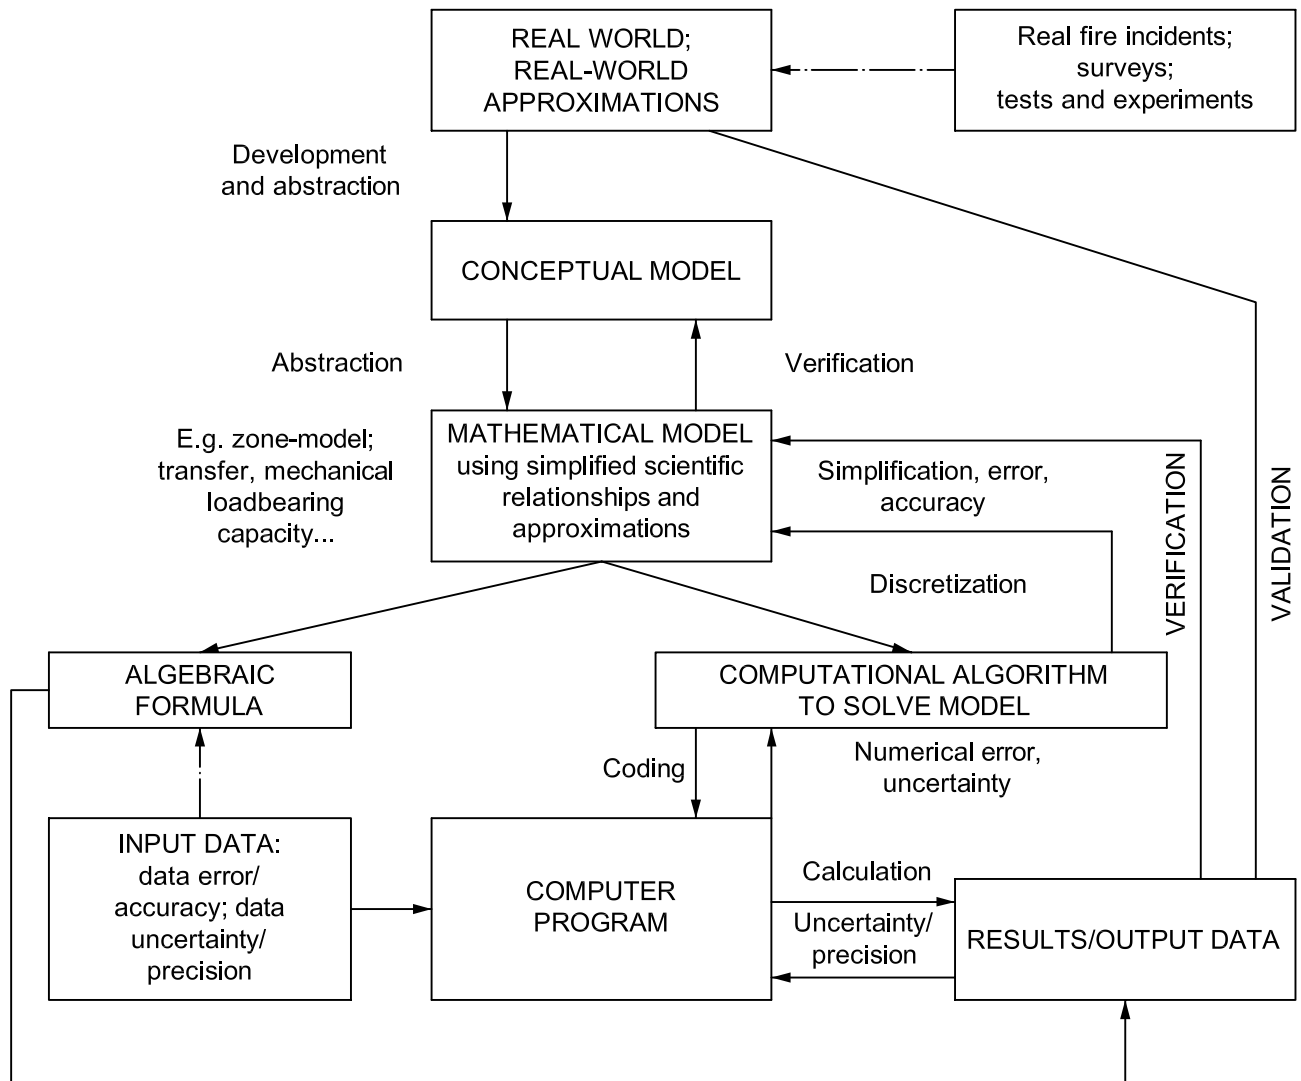 REAL WORLD;
REAL-WORLD
APPROXIMATIONS
Real fire incidents;
surveys;
tests and experiments
Development
and abstraction
CONCEPTUAL MODEL
Abstraction
Verification
E.g. zone-model;
transfer, mechanical
loadbearing
capacity...
MATHEMATICAL MODEL
using simplified scientific
relationships and
approximations
Simplification, error,
accuracy
VERIFICATION
VALIDATION
Discretization
ALGEBRAIC
FORMULA
COMPUTATIONAL ALGORITHM
TO SOLVE MODEL
Coding
Numerical error,
uncertainty
INPUT DATA:
data error/
accuracy; data
uncertainty/
precision
COMPUTER
PROGRAM
Calculation
Uncertainty/
precision
RESULTS/OUTPUT DATA